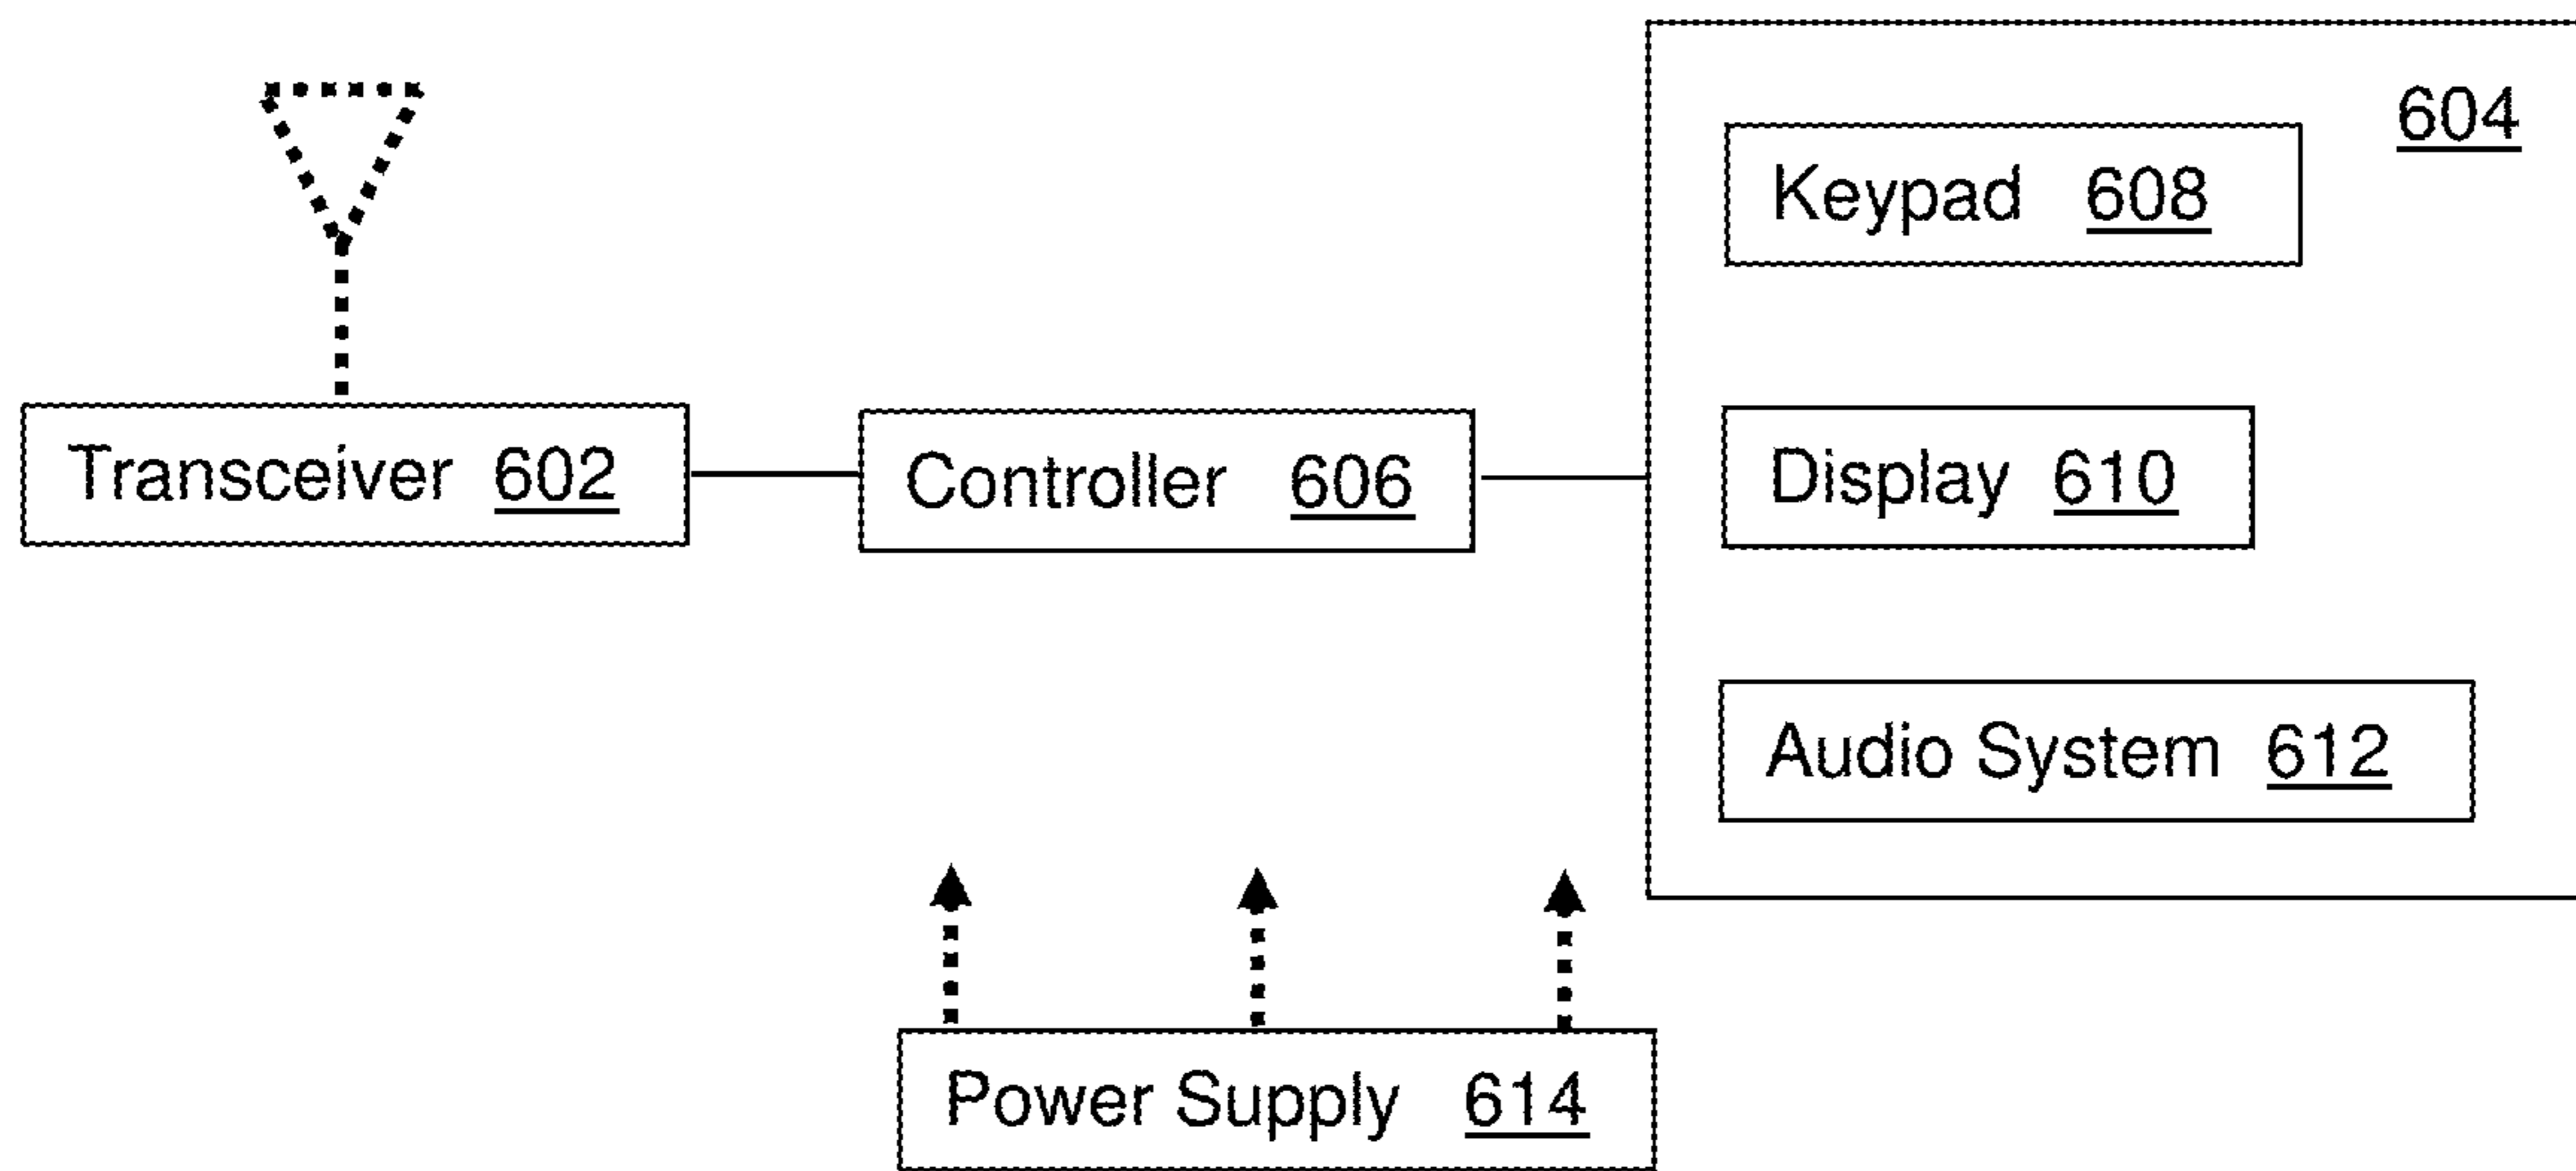 604
Keypad 608
Transceiver 602
Controller 606
Display 610
Audio System 612
Power Supply 614